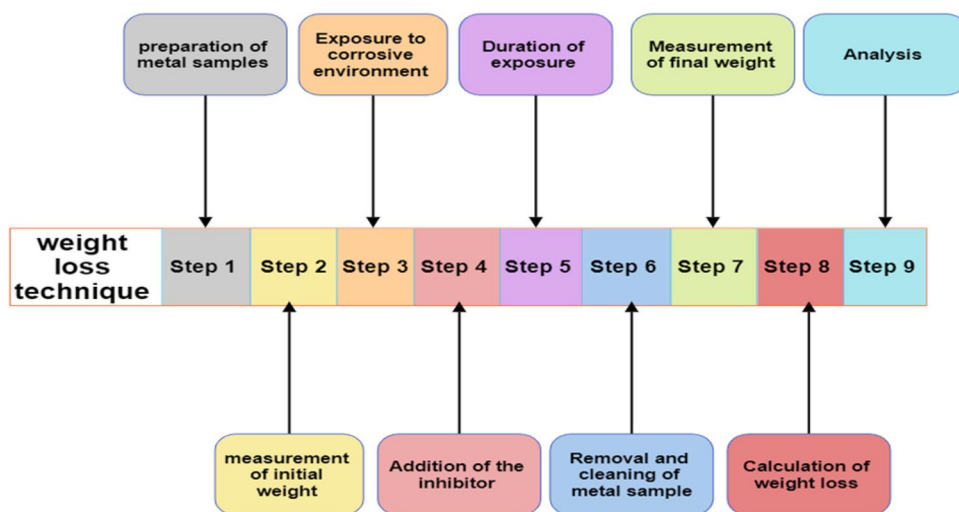 preparation of
metal samples
Exposure to
corrosive
environment
Duration of
exposure
Measurement
of final weight
Analysis
weight
loss
technique
Step 1
Step 2
Step 3
Step 4
Step 5
Step 6
Step 7
Step 8
Step 9
measurement
of initial
weight
Addition of the
inhibitor
Removal and
cleaning of
metal sample
Calculation of
weight loss